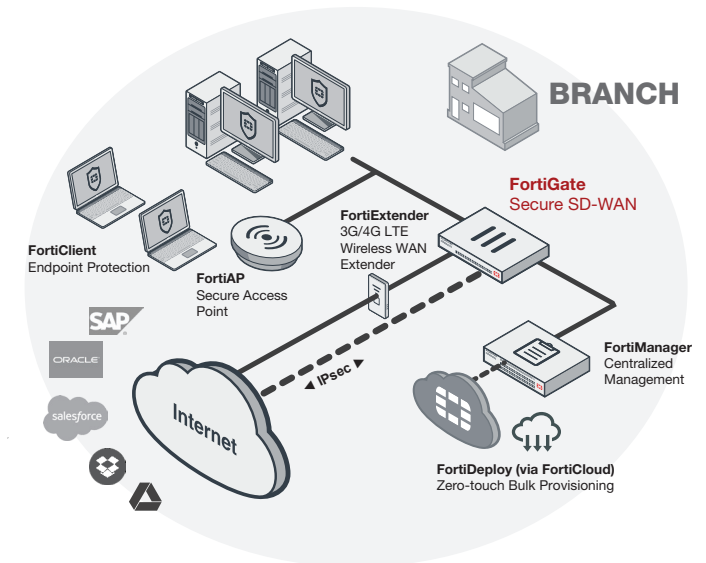 BRANCH
FortiGate
Secure SD-WAN
FortiExtender
3G/4G LTE
Wireless WAN
Extender
FortiClient
Endpoint Protection
FortiAP
Secure Access
Point
SAP
ORACLE
salesforce
Internet
IPsec
FortiManager
Centralized
Management
FortiDeploy (via FortiCloud)
Zero-touch Bulk Provisioning